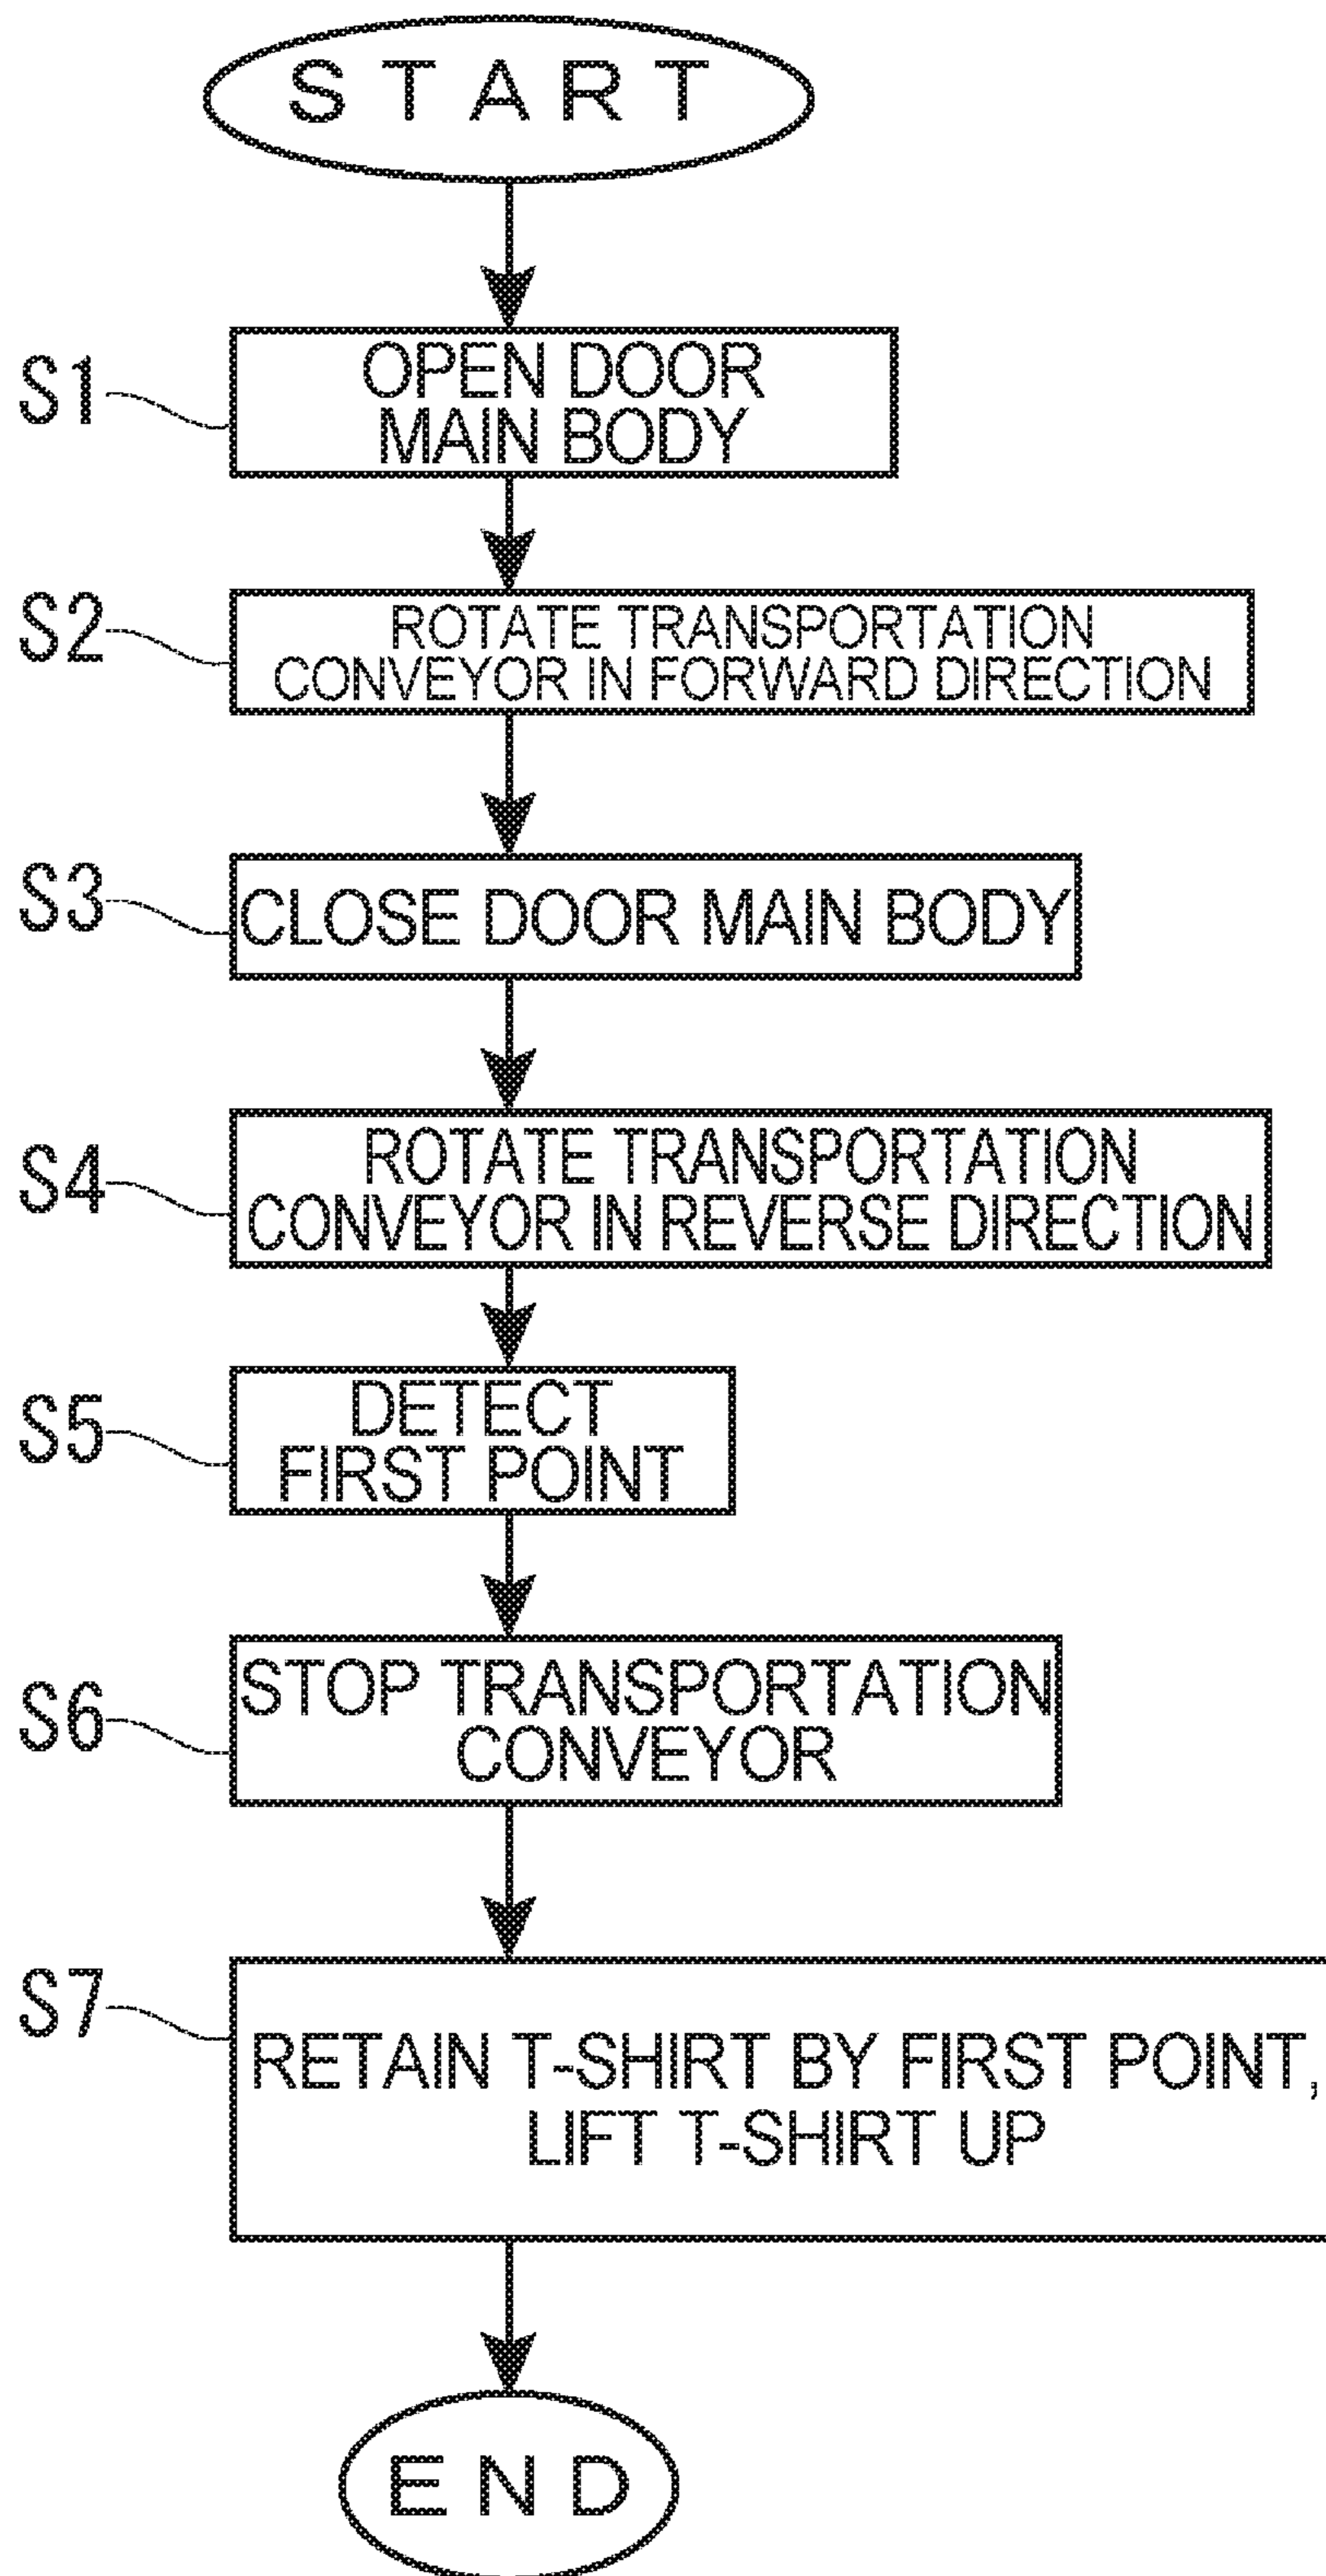 START
S1
OPEN DOOR
MAIN BODY
S2
ROTATE TRANSPORTATION
CONVEYOR IN FORWARD DIRECTION
S3
CLOSE DOOR MAIN BODY
S4
ROTATE TRANSPORTATION
CONVEYOR IN REVERSE DIRECTION
S5
DETECT
FIRST POINT
S6
STOP TRANSPORTATION
CONVEYOR
S7
RETAIN T-SHIRT BY FIRST POINT,
LIFT T-SHIRT UP
END